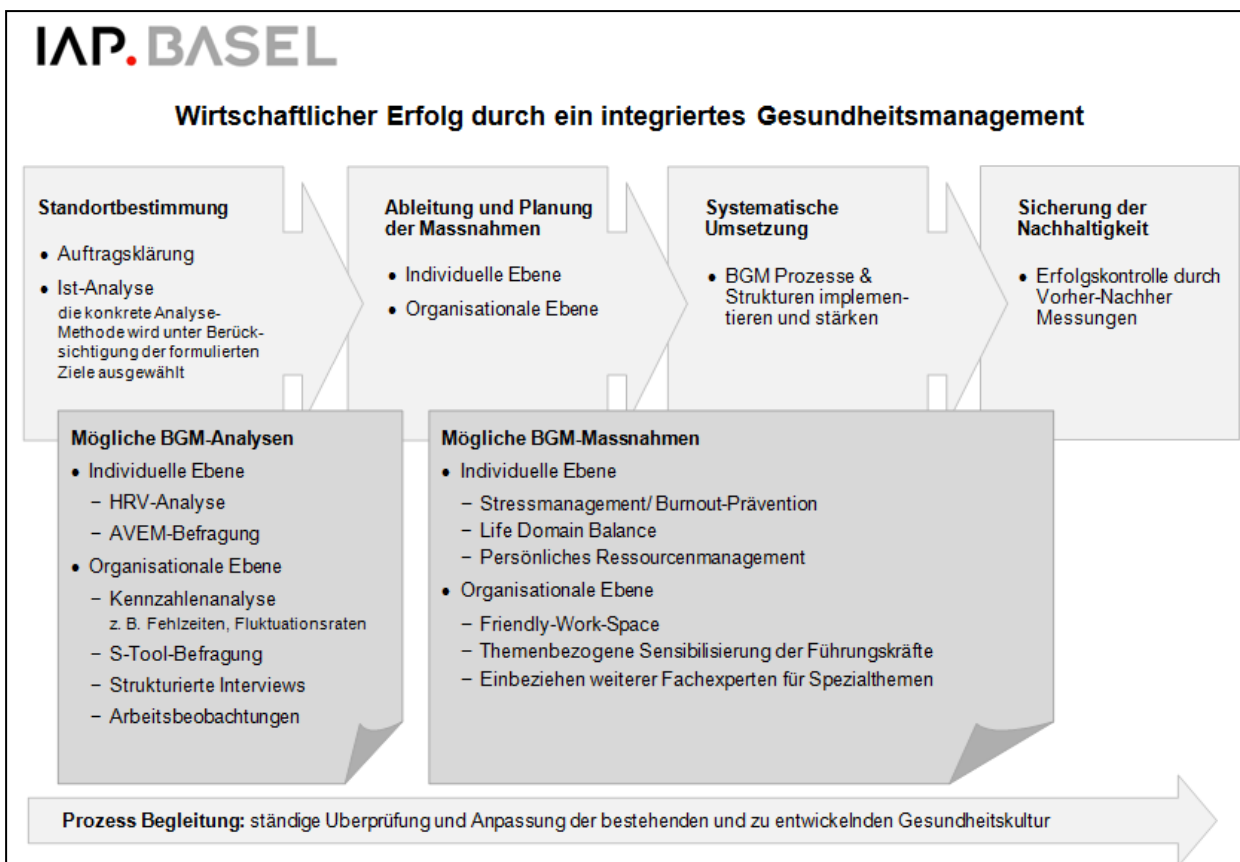 IAP.BASEL
Wirtschaftlicher Erfolg durch ein integriertes Gesundheitsmanagement
Standortbestimmung
• Auftragsklärung
• Ist-Analyse
die konkrete Analyse-
Methode wird unter Berück-
sichtigung der formulierten
Ziele ausgewählt
Ableitung und Planung
der Massnahmen
• Individuelle Ebene
• Organisationale Ebene
Systematische
Umsetzung
• BGM Prozesse &
Strukturen implemen-
tieren und stärken
Sicherung der
Nachhaltigkeit
• Erfolgskontrolle durch
Vorher-Nachher
Messungen
Mögliche BGM-Analysen
• Individuelle Ebene
– HRV-Analyse
– AVEM-Befragung
• Organisationale Ebene
– Kennzahlenanalyse
z. B. Fehlzeiten, Fluktuationsraten
– S-Tool-Befragung
– Strukturierte Interviews
– Arbeitsbeobachtungen
Mögliche BGM-Massnahmen
• Individuelle Ebene
– Stressmanagement/ Burnout-Prävention
– Life Domain Balance
– Persönliches Ressourcenmanagement
• Organisationale Ebene
– Friendly-Work-Space
– Themenbezogene Sensibilisierung der Führungskräfte
– Einbeziehen weiterer Fachexperten für Spezialthemen
Prozess Begleitung: ständige Uberprüfung und Anpassung der bestehenden und zu entwickelnden Gesundheitskultur